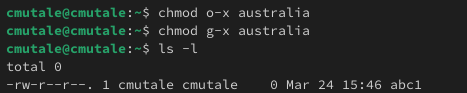 cmutale@cmutale:~$ chmod o-x australia
cmutale@cmutale:~$ chmod g-x australia
cmutale@cmutale:~$ ls -l
total 0
-rw-r--r--. 1 cmutale cmutale    0 Mar 24 15:46 abc1